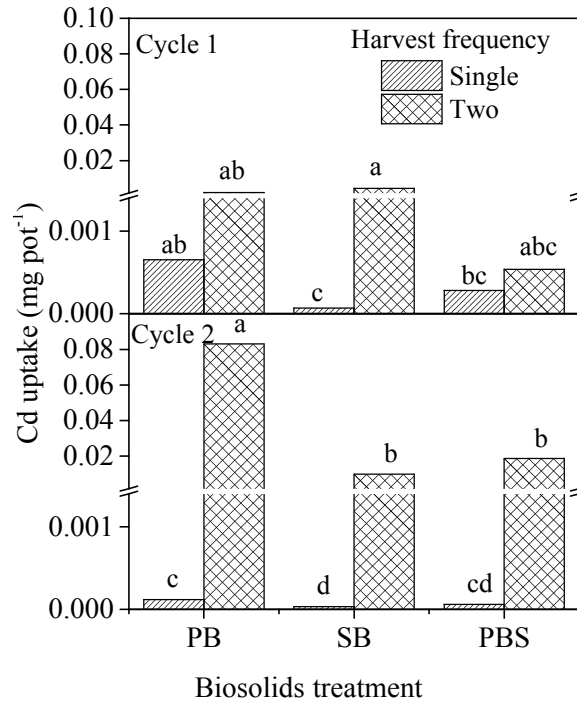 Cd uptake (mg pot⁻¹)
0.10
0.08
0.06
0.04
0.02
0.001
0.000
Cycle 1
Harvest frequency
Single
Two
ab
ab
c
a
bc
abc
0.08
0.06
0.04
0.02
0.001
0.000
Cycle 2
c
a
d
b
cd
b
PB SB PBS
Biosolids treatment